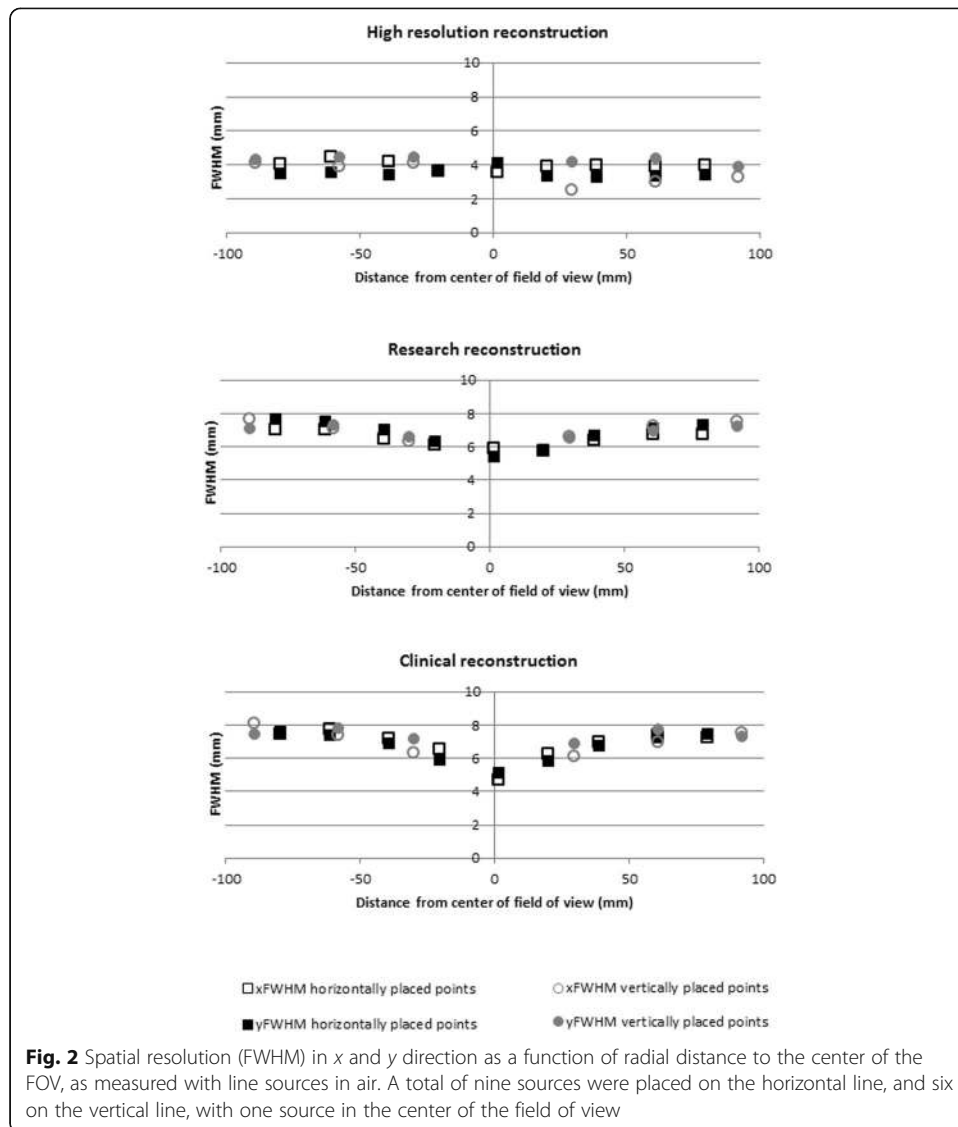 High resolution reconstruction
10
8
6
4
2
0
FWHM (mm)
-100 -50 0 50 100
Distance from center of field of view (mm)
Research reconstruction
10
8
6
4
2
0
FWHM (mm)
-100 -50 0 50 100
Distance from center of field of view (mm)
Clinical reconstruction
10
8
6
4
2
0
FWHM (mm)
-100 -50 0 50 100
Distance from center of field of view (mm)
xFWHM horizontally placed points xFWHM vertically placed points
yFWHM horizontally placed points yFWHM vertically placed points
Fig. 2 Spatial resolution (FWHM) in x and y direction as a function of radial distance to the center of the
FOV, as measured with line sources in air. A total of nine sources were placed on the horizontal line, and six
on the vertical line, with one source in the center of the field of view